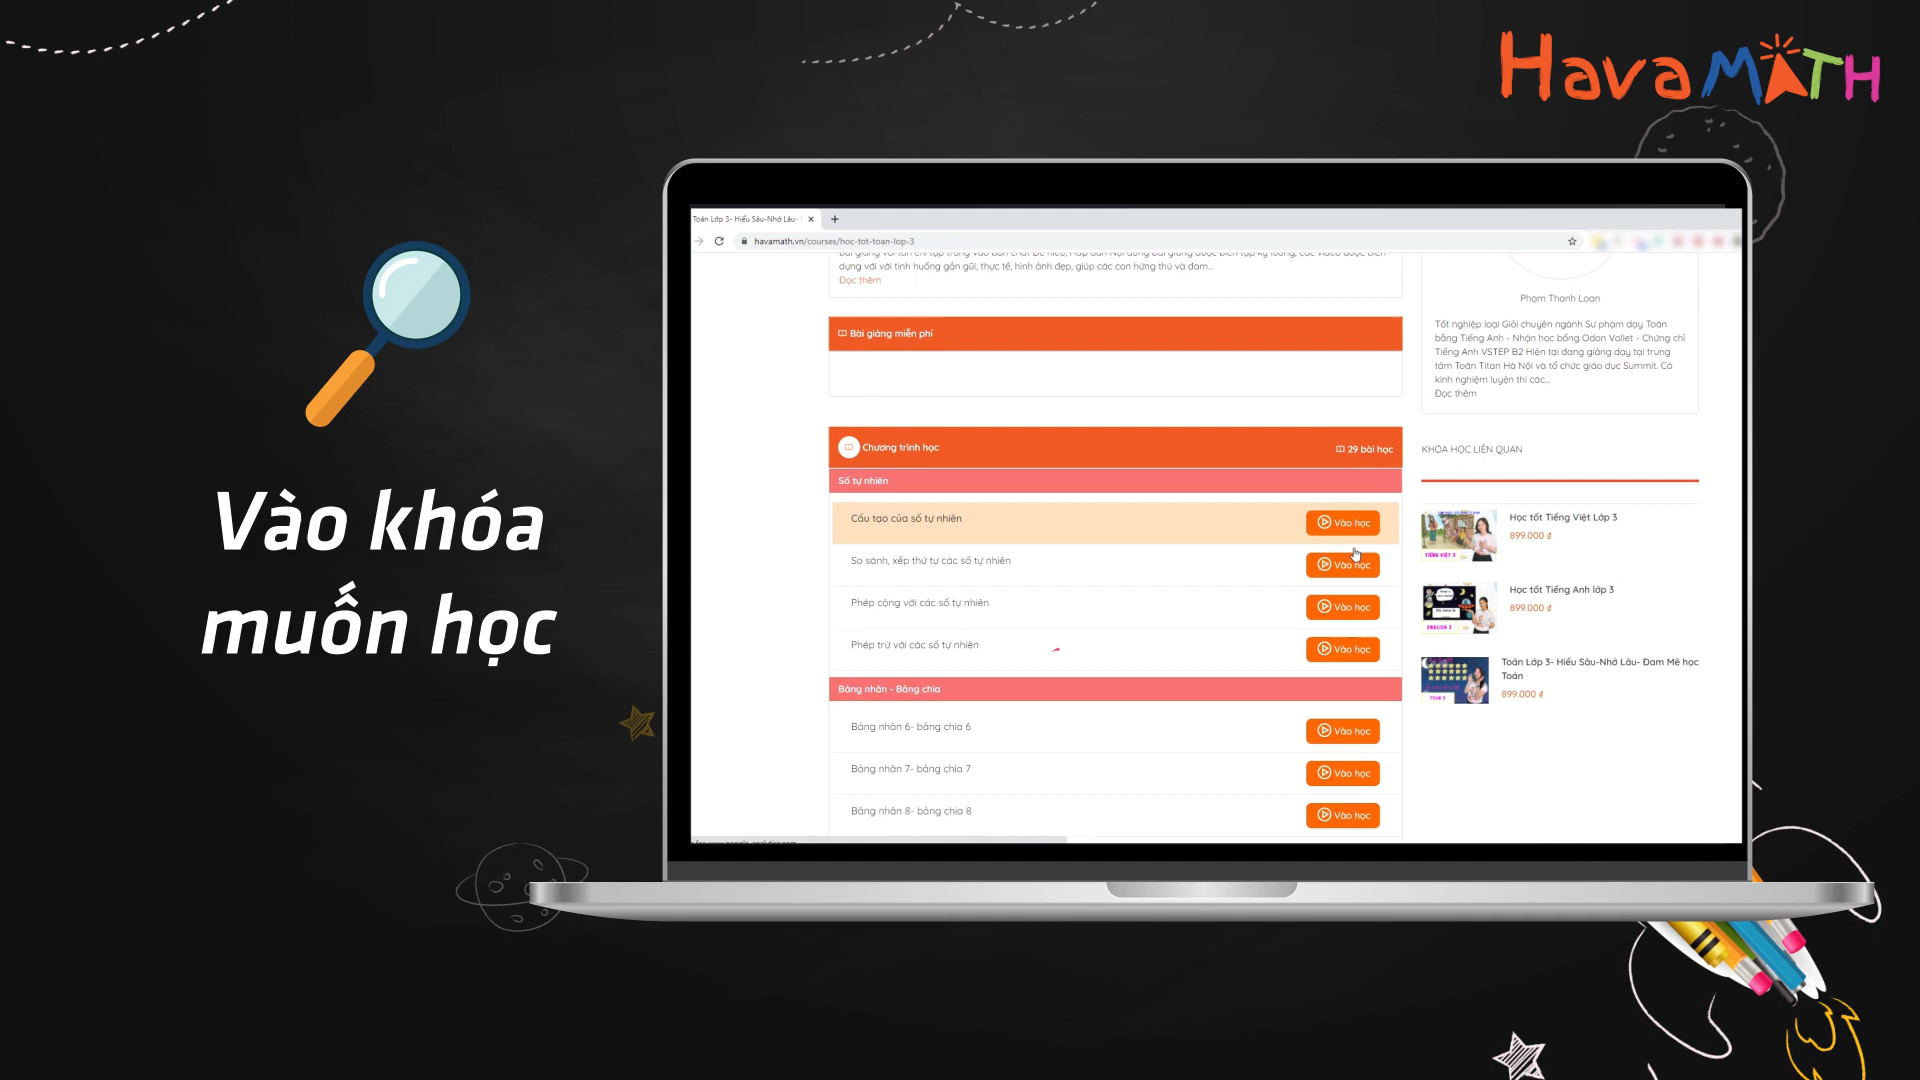 HavaMATH
Vào khóa
muốn học
Toán Lớp 3- Hiểu Sâu-Nhớ Lâu-
havamath.vn/courses/hoc-tot-toan-lop-3
dựng với với tình huống gần gũi, thực tế, hình ảnh đẹp, giúp các con hứng thú và đam...
Đọc thêm
Bài giảng miễn phí
Chương trình học
29 bài học
Số tự nhiên
Cấu tạo của số tự nhiên
Vào học
So sánh, xếp thứ tự các số tự nhiên
Vào học
Phép cộng với các số tự nhiên
Vào học
Phép trừ với các số tự nhiên
Vào học
Bảng nhân - Bảng chia
Bảng nhân 6- bảng chia 6
Vào học
Bảng nhân 7- bảng chia 7
Vào học
Bảng nhân 8- bảng chia 8
Vào học
Phạm Thanh Loan
Tốt nghiệp loại Giỏi chuyên ngành Sư phạm dạy Toán
bằng Tiếng Anh - Nhận học bổng Odon Vallet - Chứng chỉ
Tiếng Anh VSTEP B2 Hiện tại đang giảng dạy tại trung
tâm Toán Titan Hà Nội và tổ chức giáo dục Summit. Có
kinh nghiệm luyện thi các...
Đọc thêm
KHÓA HỌC LIÊN QUAN
TIẾNG VIỆT 3
Học tốt Tiếng Việt Lớp 3
899.000 ₫
ENGLISH 3
Học tốt Tiếng Anh lớp 3
899.000 ₫
TOÁN 3
Toán Lớp 3- Hiểu Sâu-Nhớ Lâu- Đam Mê học
Toán
899.000 ₫